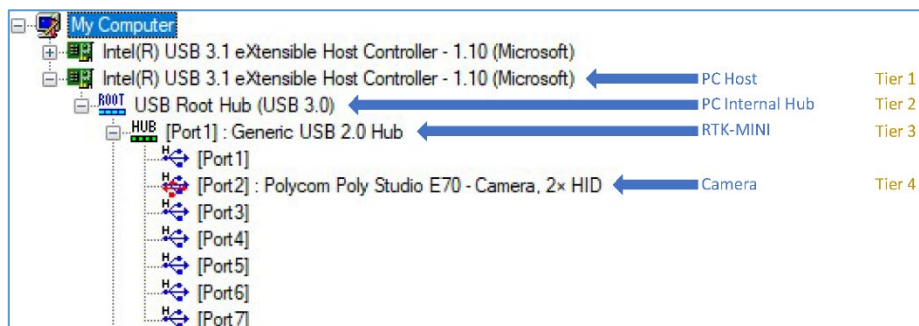 My Computer
Intel(R) USB 3.1 eXtensible Host Controller - 1.10 (Microsoft)
Intel(R) USB 3.1 eXtensible Host Controller - 1.10 (Microsoft) PC Host Tier 1
ROOT USB Root Hub (USB 3.0) PC Internal Hub Tier 2
HUB [Port1] : Generic USB 2.0 Hub RTK-MINI Tier 3
H [Port1]
H [Port2] : Polycom Poly Studio E70 - Camera, 2× HID Camera Tier 4
H [Port3]
H [Port4]
H [Port5]
H [Port6]
H [Port7]